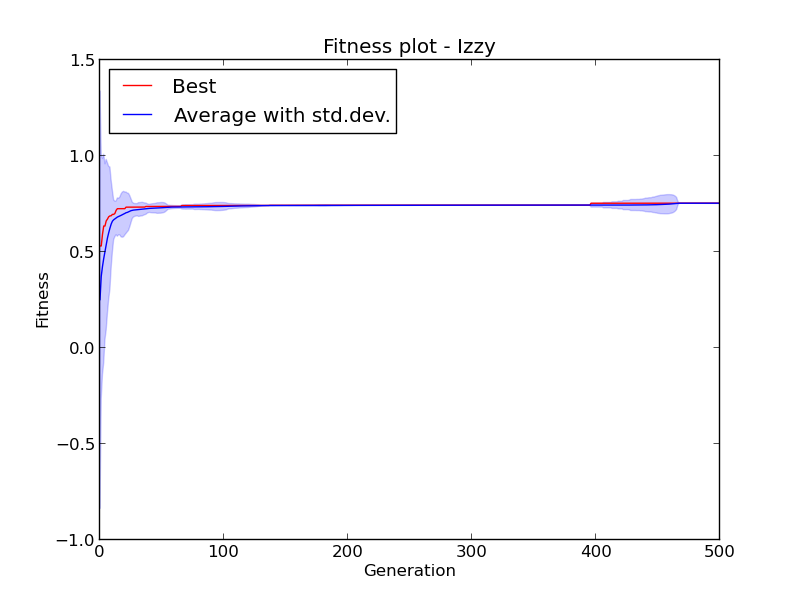 Fitness plot - Izzy
Best
Average with std.dev.
1.5
1.0
0.5
0.0
−0.5
−1.0
Fitness
0 100 200 300 400 500
Generation